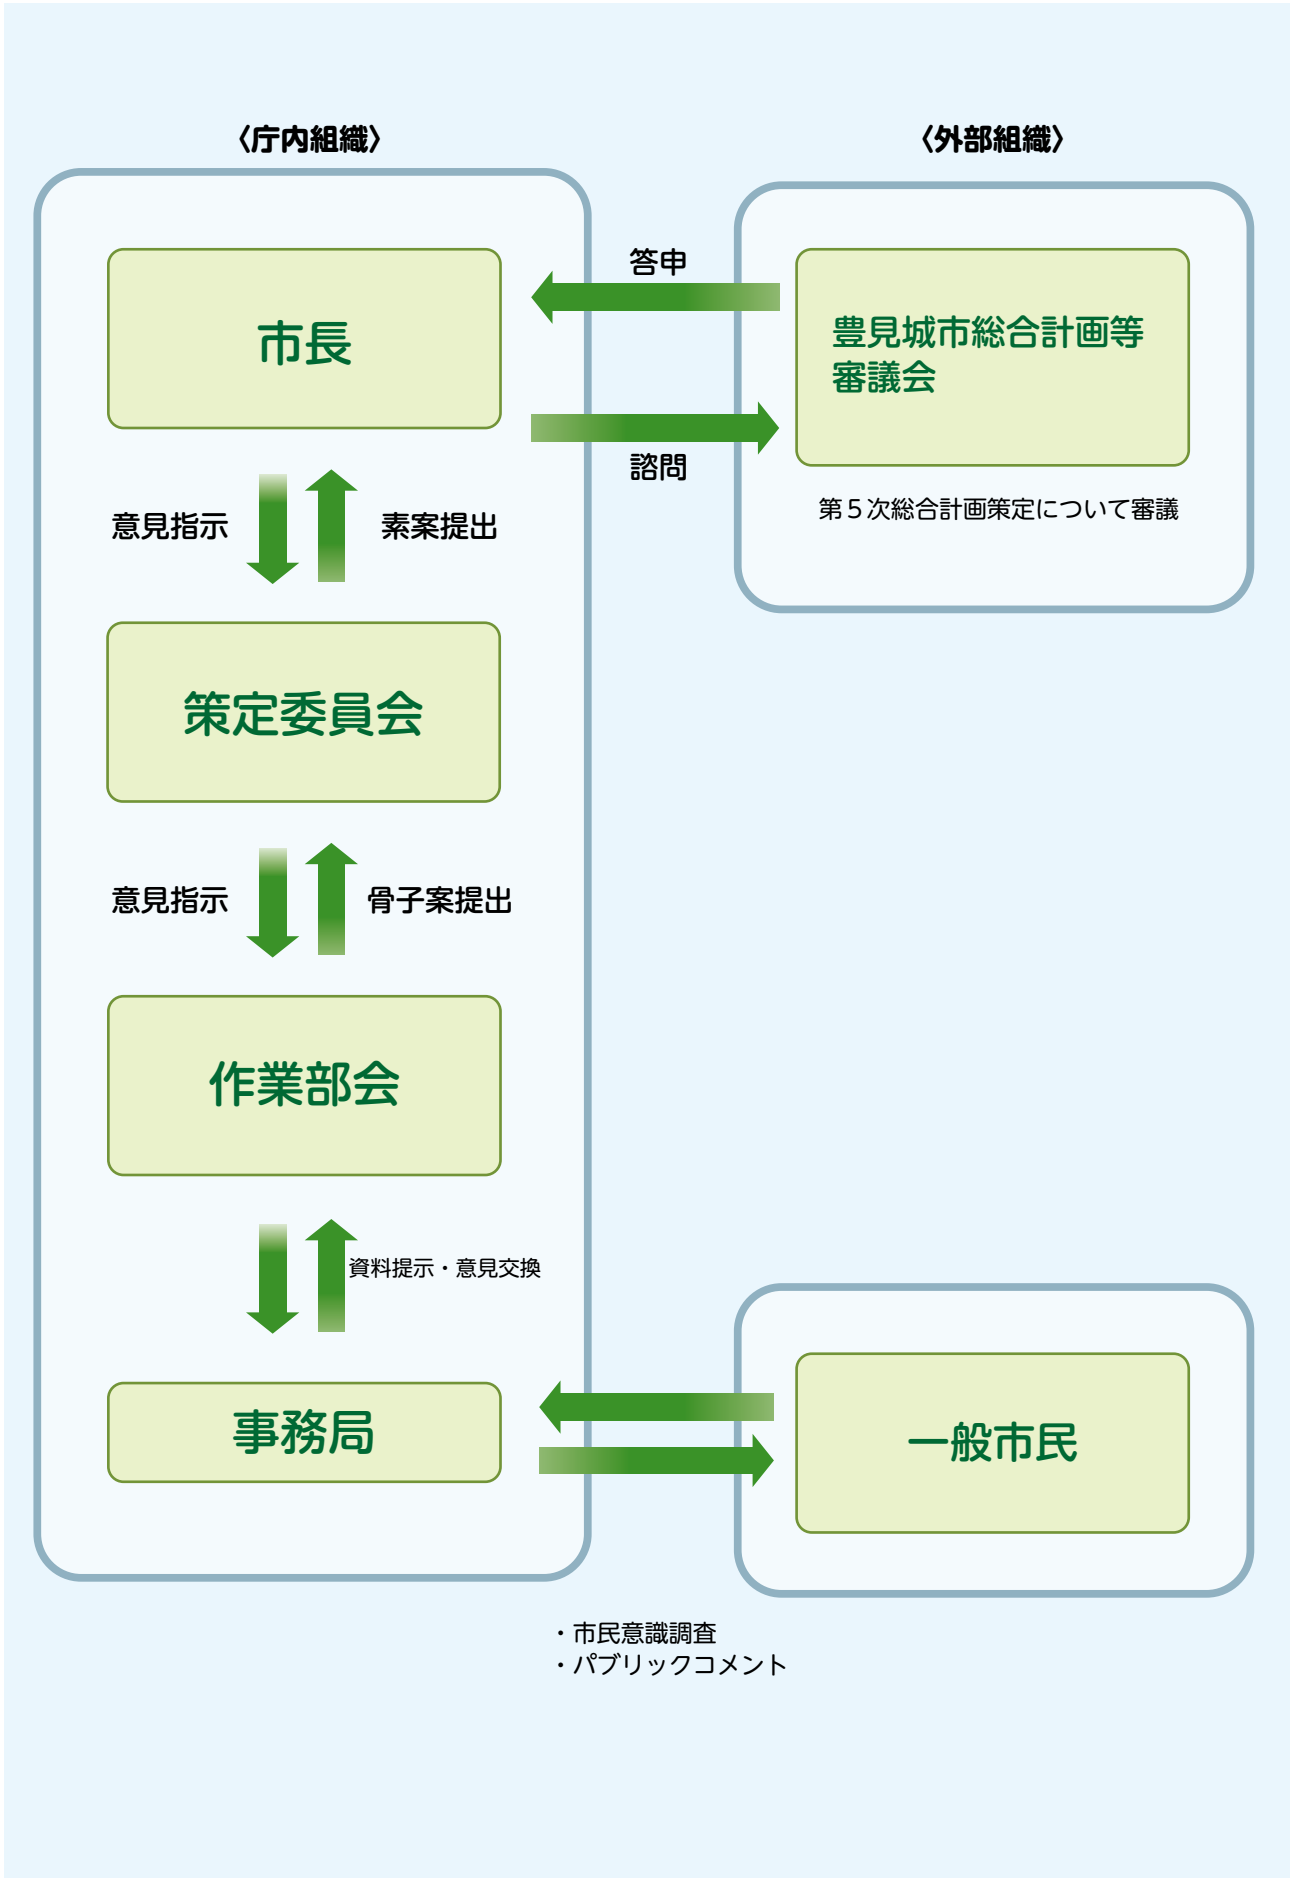 〈庁内組織〉
〈外部組織〉
市長
答申
諮問
豊見城市総合計画等
審議会
第５次総合計画策定について審議
意見指示
素案提出
策定委員会
意見指示
骨子案提出
作業部会
資料提示・意見交換
事務局
一般市民
・市民意識調査
・パブリックコメント